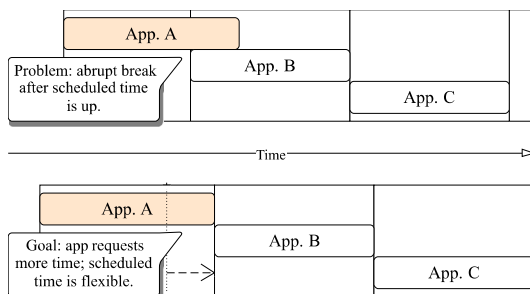 App. A
App. B
App. C
Problem: abrupt break
after scheduled time
is up.
Time
App. A
App. B
App. C
Goal: app requests
more time; scheduled
time is flexible.